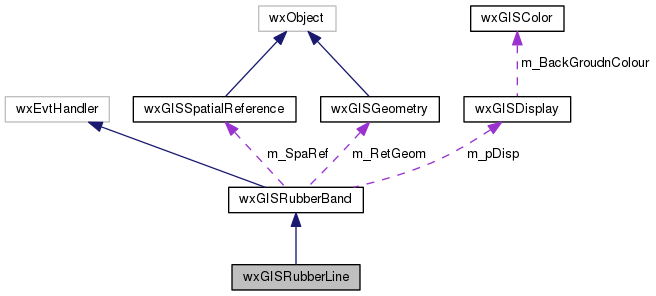 wxObject
wxGISColor
m_BackGroudnColour
wxEvtHandler
wxGISSpatialReference
wxGISGeometry
wxGISDisplay
m_SpaRef
m_RetGeom
m_pDisp
wxGISRubberBand
wxGISRubberLine